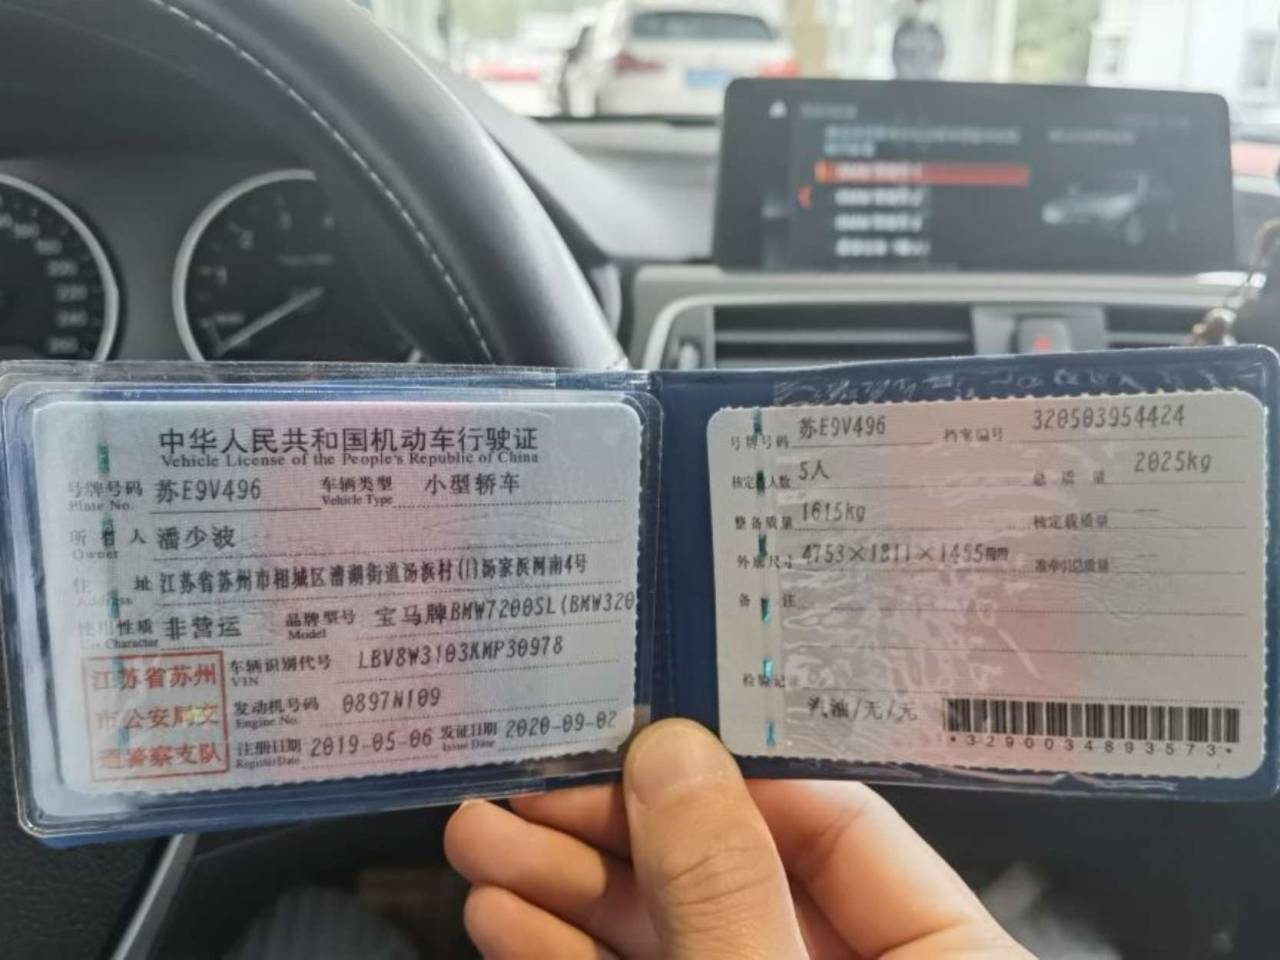 中华人民共和国机动车行驶证
Vehicle License of the People's Republic of China
号牌号码 苏E9V496 车辆类型 小型轿车
Plate No. Vehicle Type
所有人 潘少波
Owner
住 址 江苏省苏州市相城区漕湖街道汤浜村(1)汤家浜河南4号
Address
使用性质 非营运 品牌型号 宝马牌BMW7200SL(BMW320
Use Character Model
江苏省苏州
市公安局交
通警察支队
车辆识别代号 LBV8W3103KMP30978
VIN
发动机号码 0897N109
Engine No.
注册日期 2019-05-06 发证日期 2020-09-02
Register Date Issue Date
号牌号码 苏E9V496 档案编号 320503954424
核定载人数 5人 总 质 量 2025kg
整备质量 1615kg 核定载质量 --
外廓尺寸 4753×1811×1455mm 准牵引总质量 --
备 注
检验记录
汽油/无/无
*3290034893573*